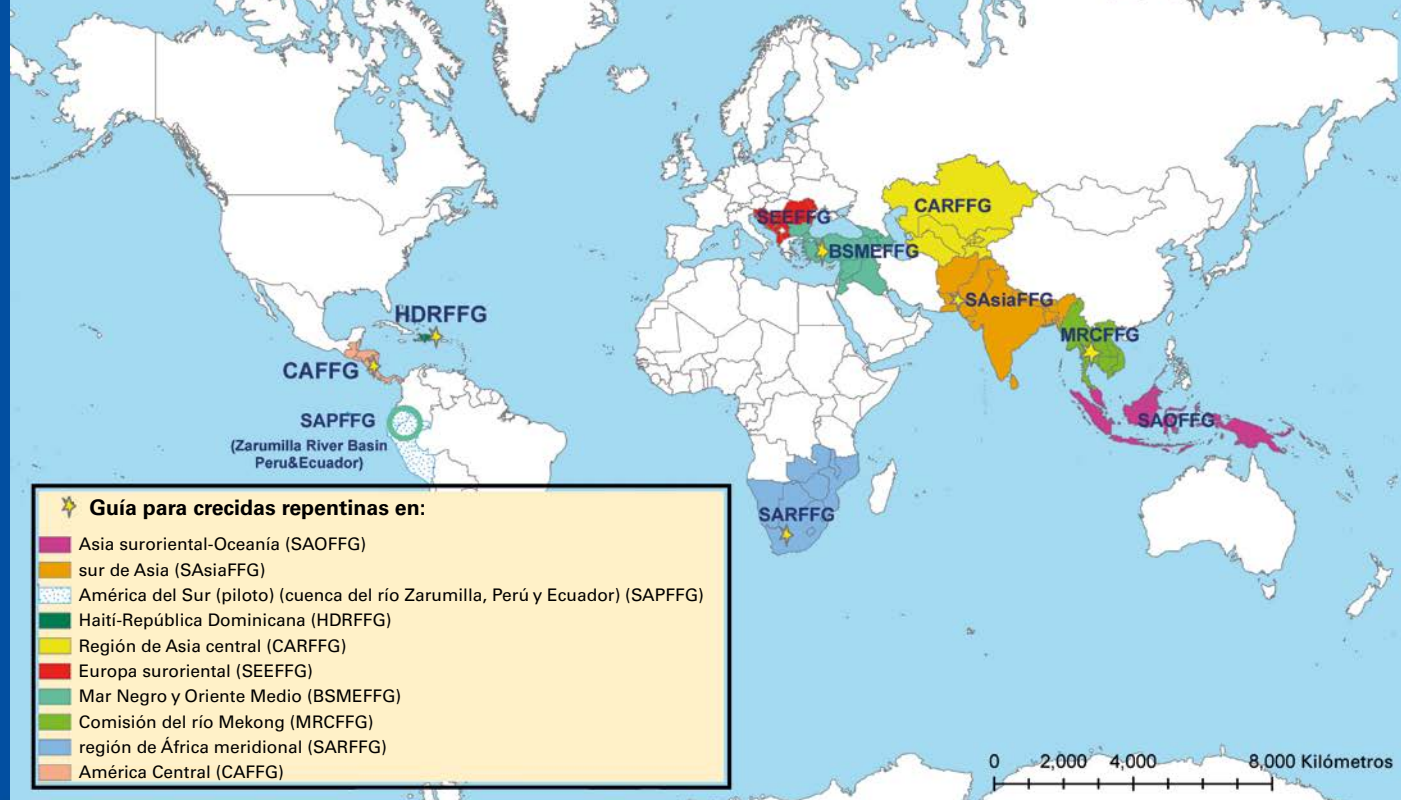 SEEFFG
CARFFG
BSMEFFG
SAsiaFFG
HDRFFG
MRCFFG
CAFFG
SAPFFG
(Zarumilla River Basin
Peru&Ecuador)
SAOFFG
SARFFG
Guía para crecidas repentinas en:
Asia suroriental-Oceanía (SAOFFG)
sur de Asia (SAsiaFFG)
América del Sur (piloto) (cuenca del río Zarumilla, Perú y Ecuador) (SAPFFG)
Haití-República Dominicana (HDRFFG)
Región de Asia central (CARFFG)
Europa suroriental (SEEFFG)
Mar Negro y Oriente Medio (BSMEFFG)
Comisión del río Mekong (MRCFFG)
región de África meridional (SARFFG)
América Central (CAFFG)
0 2,000 4,000 8,000 Kilómetros